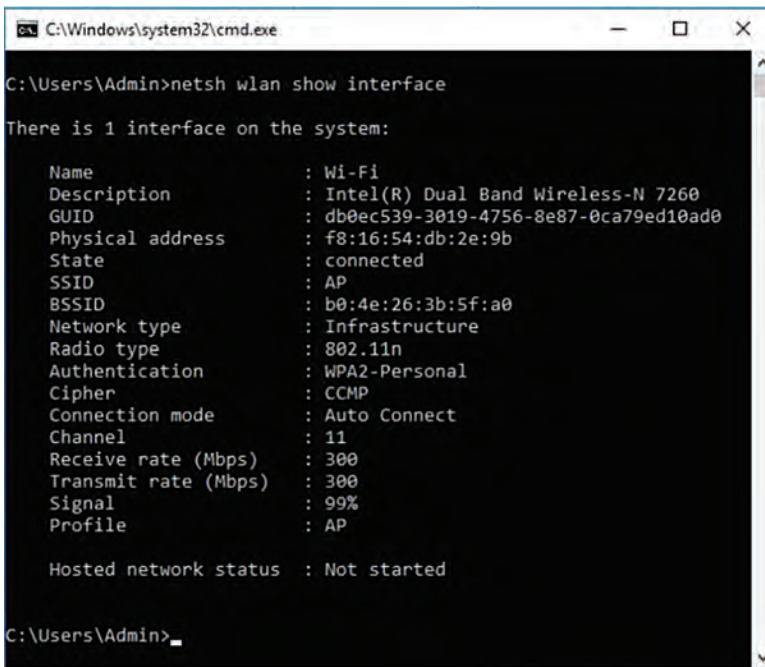 C:\Windows\system32\cmd.exe
C:\Users\Admin>netsh wlan show interface
There is 1 interface on the system:
Name : Wi-Fi
Description : Intel(R) Dual Band Wireless-N 7260
GUID : db0ec539-3019-4756-8e87-0ca79ed10ad0
Physical address : f8:16:54:db:2e:9b
State : connected
SSID : AP
BSSID : b0:4e:26:3b:5f:a0
Network type : Infrastructure
Radio type : 802.11n
Authentication : WPA2-Personal
Cipher : CCMP
Connection mode : Auto Connect
Channel : 11
Receive rate (Mbps) : 300
Transmit rate (Mbps) : 300
Signal : 99%
Profile : AP
Hosted network status : Not started
C:\Users\Admin>